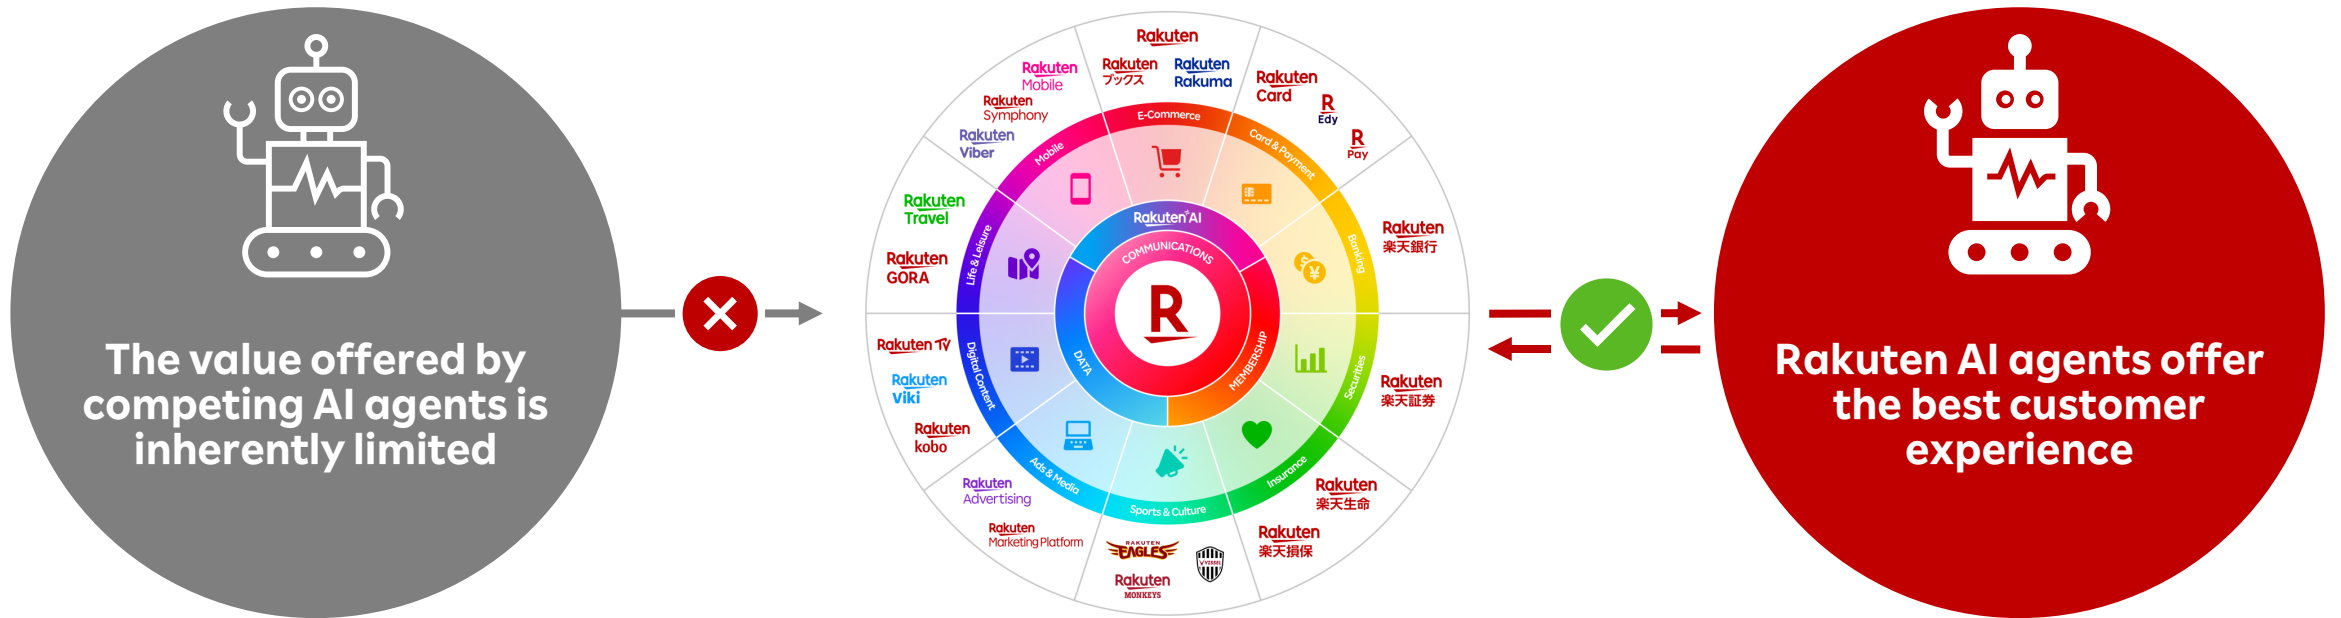 The value offered by
competing AI agents is
inherently limited
Rakuten
Rakuten
ブックス
Rakuten
Rakuma
Rakuten
Card
R
Edy
R
Pay
Rakuten
楽天銀行
Rakuten
楽天証券
Rakuten
楽天生命
Rakuten
楽天損保
RAKUTEN
EAGLES
VISSEL
Rakuten
MONKEYS
Rakuten
Marketing Platform
Rakuten
Advertising
Rakuten
kobo
Rakuten
Viki
Rakuten TV
Rakuten
GORA
Rakuten
Travel
Rakuten
Viber
Rakuten
Symphony
Rakuten
Mobile
E-Commerce
Card & Payment
Banking
Securities
Insurance
Sports & Culture
Ads & Media
Digital Content
Life & Leisure
Mobile
Rakuten AI
MEMBERSHIP
DATA
COMMUNICATIONS
R
Rakuten AI agents offer
the best customer
experience